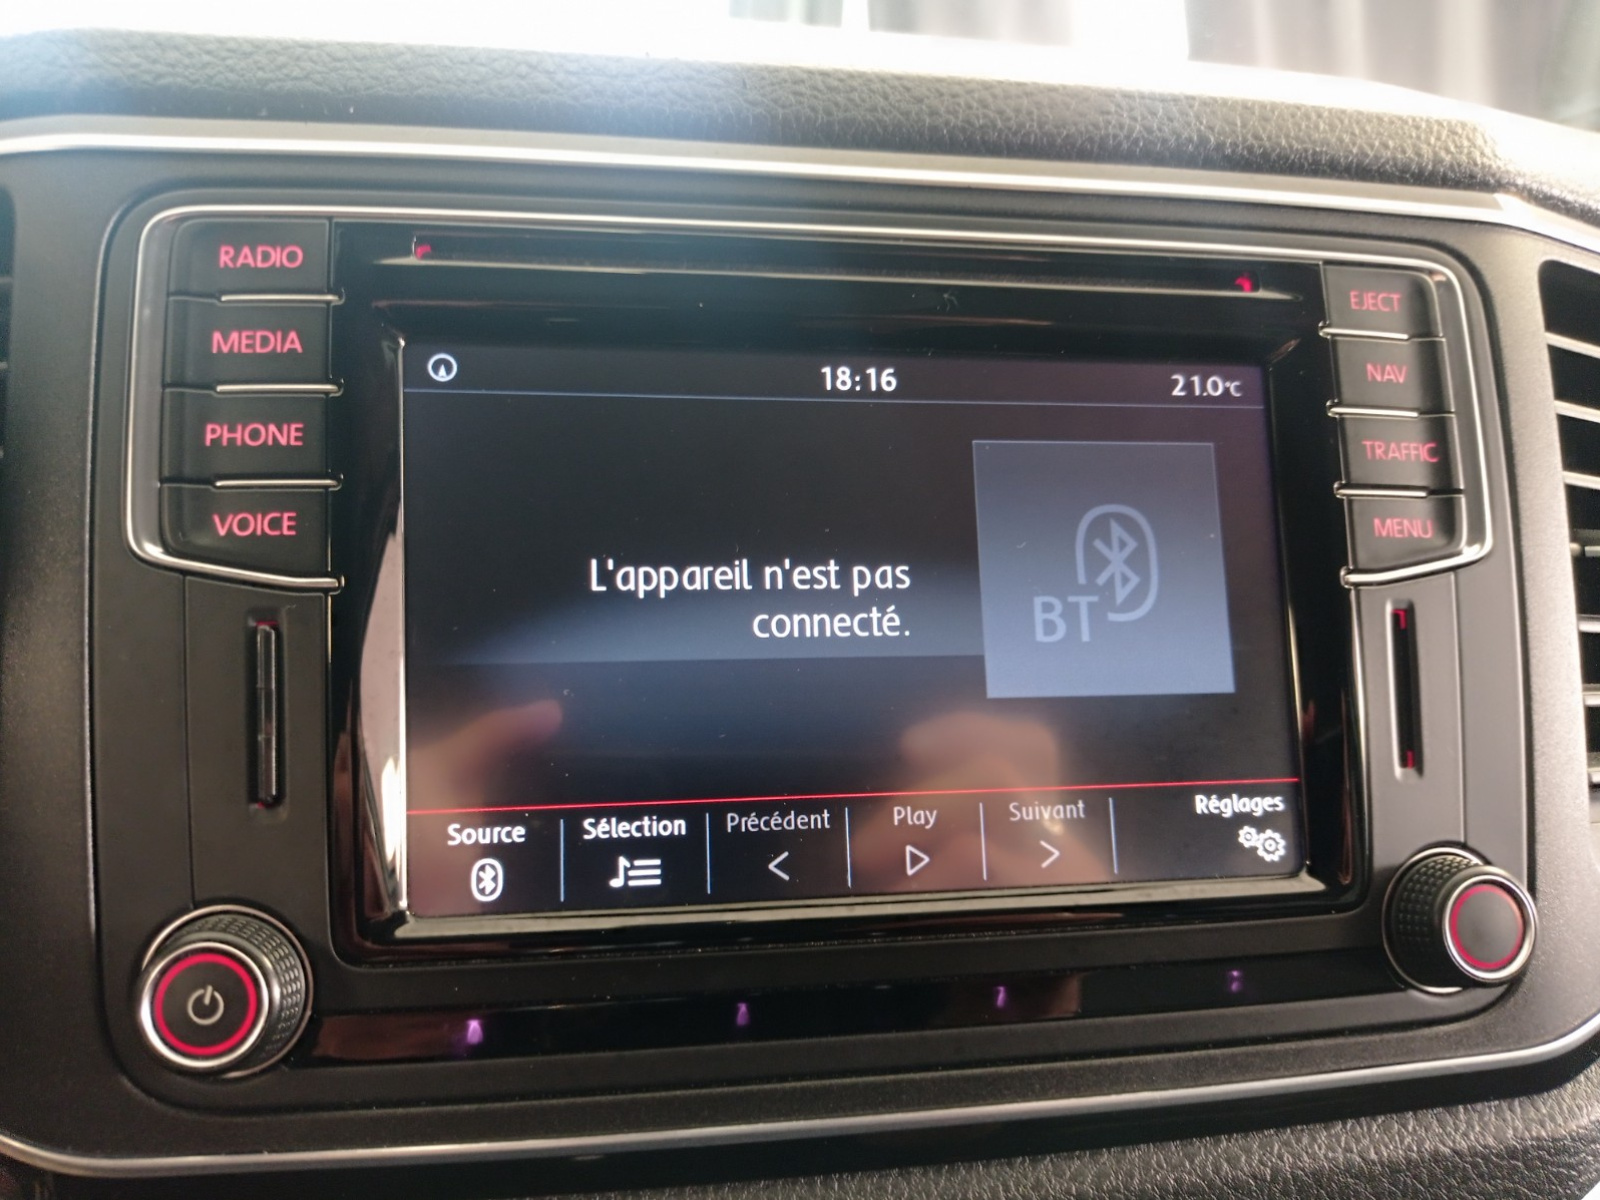 RADIO
MEDIA
PHONE
VOICE
EJECT
NAV
TRAFFIC
MENU
18:16
21.0°C
L'appareil n'est pas
connecté.
BT
Source
Sélection
Précédent
Play
Suivant
Réglages